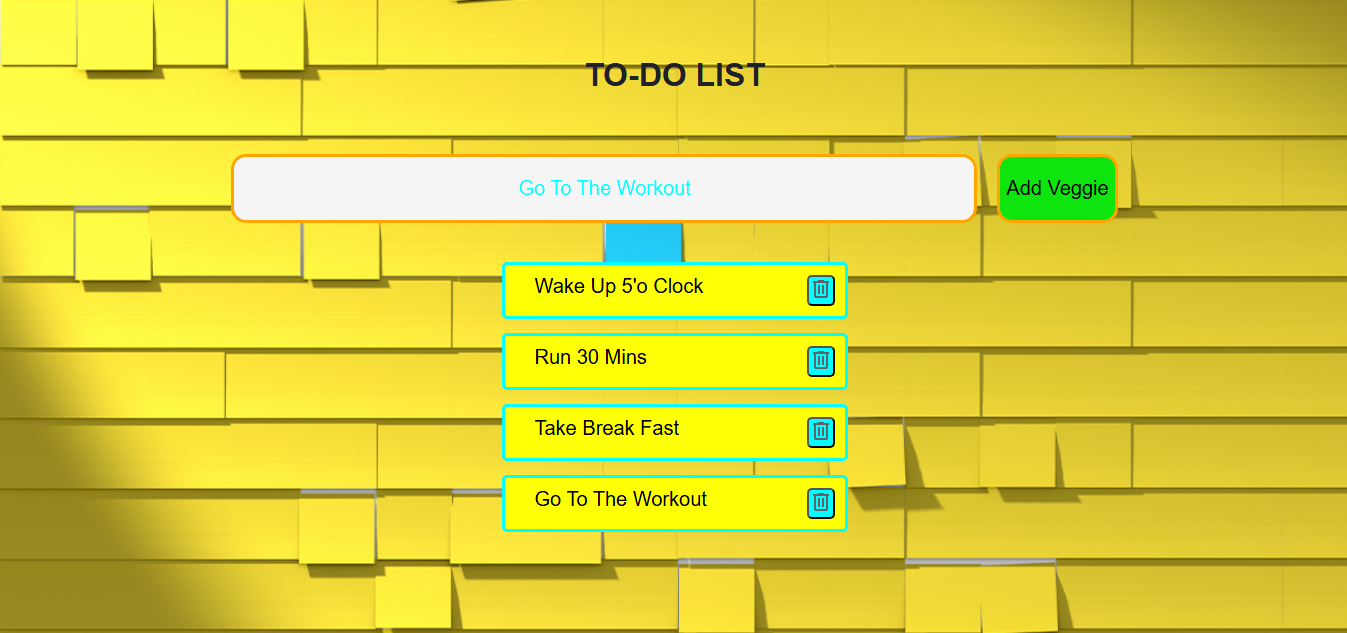 TO-DO LIST
Go To The Workout
Add Veggie
Wake Up 5'o Clock
Run 30 Mins
Take Break Fast
Go To The Workout